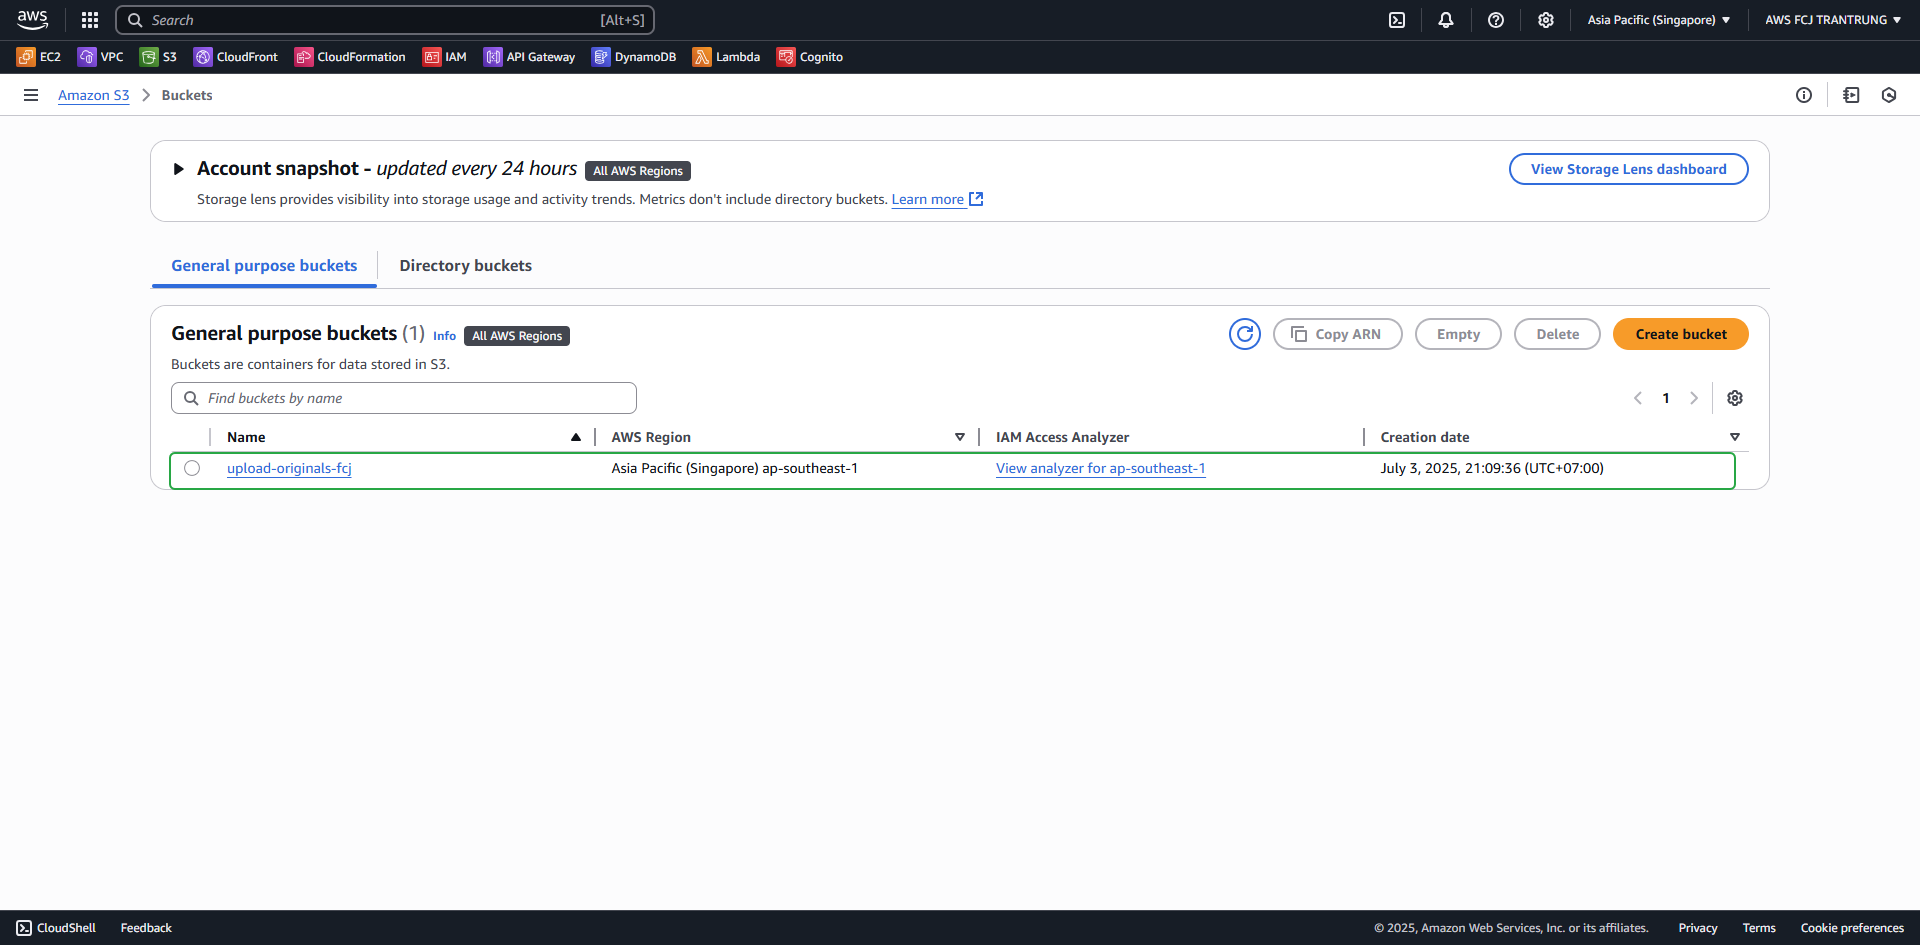 aws Search [Alt+S] Asia Pacific (Singapore) AWS FCJ TRANTRUNG
EC2 VPC S3 CloudFront CloudFormation IAM API Gateway DynamoDB Lambda Cognito
Amazon S3 Buckets
Account snapshot - updated every 24 hours All AWS Regions View Storage Lens dashboard
Storage lens provides visibility into storage usage and activity trends. Metrics don't include directory buckets. Learn more
General purpose buckets Directory buckets
General purpose buckets (1) Info All AWS Regions Copy ARN Empty Delete Create bucket
Buckets are containers for data stored in S3.
Find buckets by name 1
Name AWS Region IAM Access Analyzer Creation date
upload-originals-fcj Asia Pacific (Singapore) ap-southeast-1 View analyzer for ap-southeast-1 July 3, 2025, 21:09:36 (UTC+07:00)
CloudShell Feedback © 2025, Amazon Web Services, Inc. or its affiliates. Privacy Terms Cookie preferences